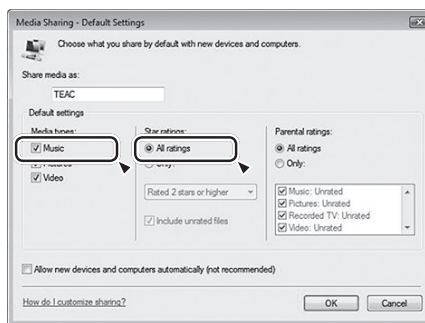 Media Sharing - Default Settings
Choose what you share by default with new devices and computers.
Share media as:
TEAC
Default settings
Media types:
Music
Pictures
Video
Star ratings:
All ratings
Only:
Rated 2 stars or higher
Include unrated files
Parental ratings:
All ratings
Only:
Music: Unrated
Pictures: Unrated
Recorded TV: Unrated
Video: Unrated
Allow new devices and computers automatically (not recommended)
How do I customize sharing?
OK
Cancel